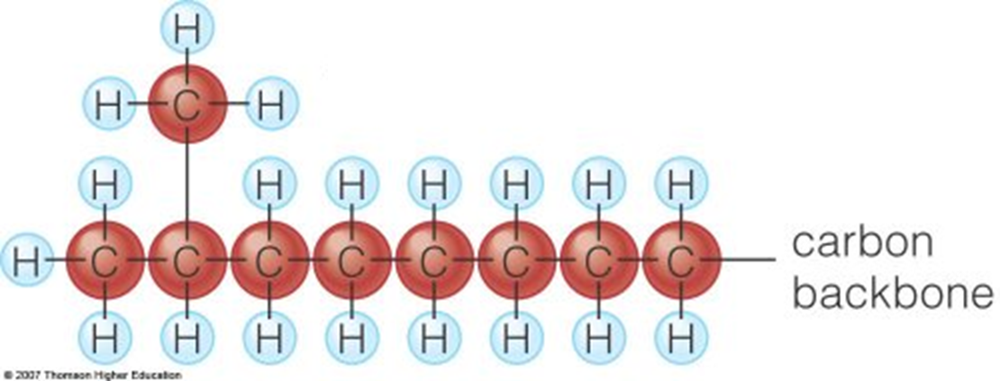 H
H C H
H H H H H H H
H C C C C C C C C
carbon
backbone
H H H H H H H H
© 2007 Thomson Higher Education